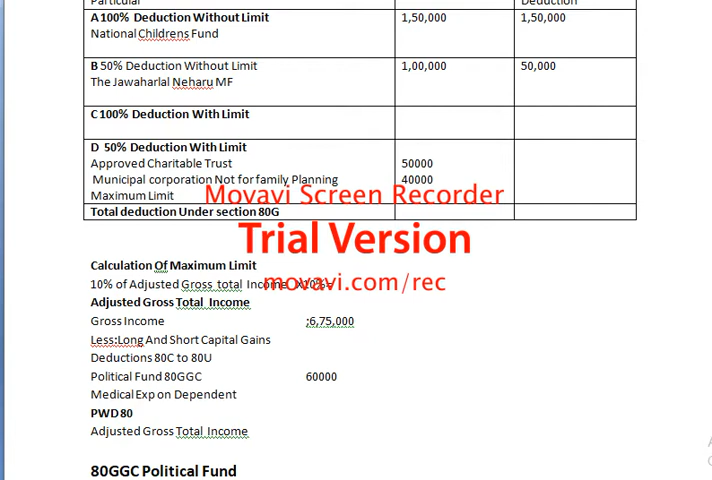 Particular Deduction
A 100% Deduction Without Limit 1,50,000 1,50,000
National Childrens Fund
B 50% Deduction Without Limit 1,00,000 50,000
The Jawaharlal Neharu MF
C 100% Deduction With Limit
D 50% Deduction With Limit
Approved Charitable Trust 50000
Municipal corporation Not for family Planning 40000
Maximum Limit
Movavi Screen Recorder
Total deduction Under section 80G
Trial Version
Calculation Of Maximum Limit
10% of Adjusted Gross total Income X10%=
movavi.com/rec
Adjusted Gross Total Income
Gross Income ;6,75,000
Less:Long And Short Capital Gains
Deductions 80C to 80U
Political Fund 80GGC 60000
Medical Exp on Dependent
PWD 80
Adjusted Gross Total Income
80GGC Political Fund